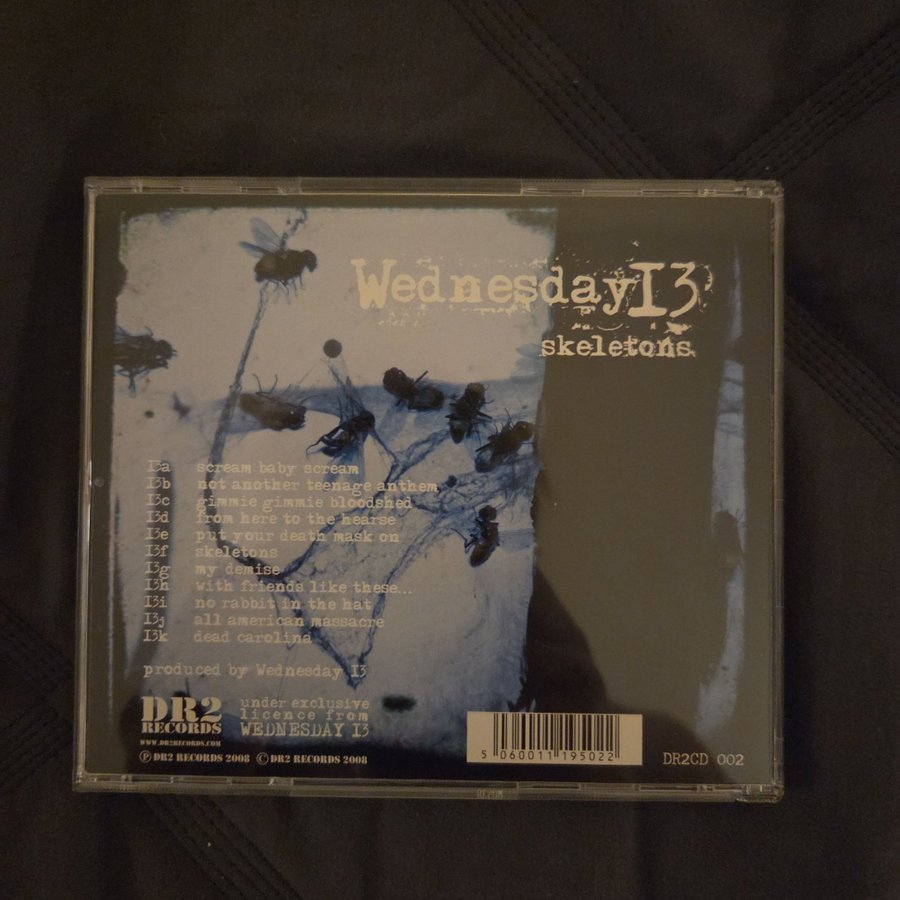 Wednesday13
skeletons
13a scream baby scream
13b not another teenage anthem
13c gimmie gimmie bloodshed
13d from here to the hearse
13e put your death mask on
13f skeletons
13g my demise
13h with friends like these...
13i no rabbit in the hat
13j all american massacre
13k dead carolina
produced by Wednesday 13
DR2 RECORDS
WWW.DR2RECORDS.COM
under exclusive
licence from
WEDNESDAY 13
℗ DR2 RECORDS 2008 © DR2 RECORDS 2008
5 060011 195022
DR2CD 002